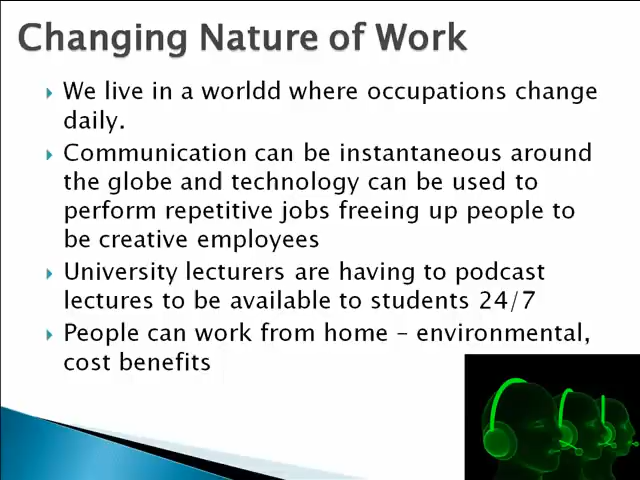 Changing Nature of Work
We live in a worldd where occupations change
daily.
Communication can be instantaneous around
the globe and technology can be used to
perform repetitive jobs freeing up people to
be creative employees
University lecturers are having to podcast
lectures to be available to students 24/7
People can work from home – environmental,
cost benefits